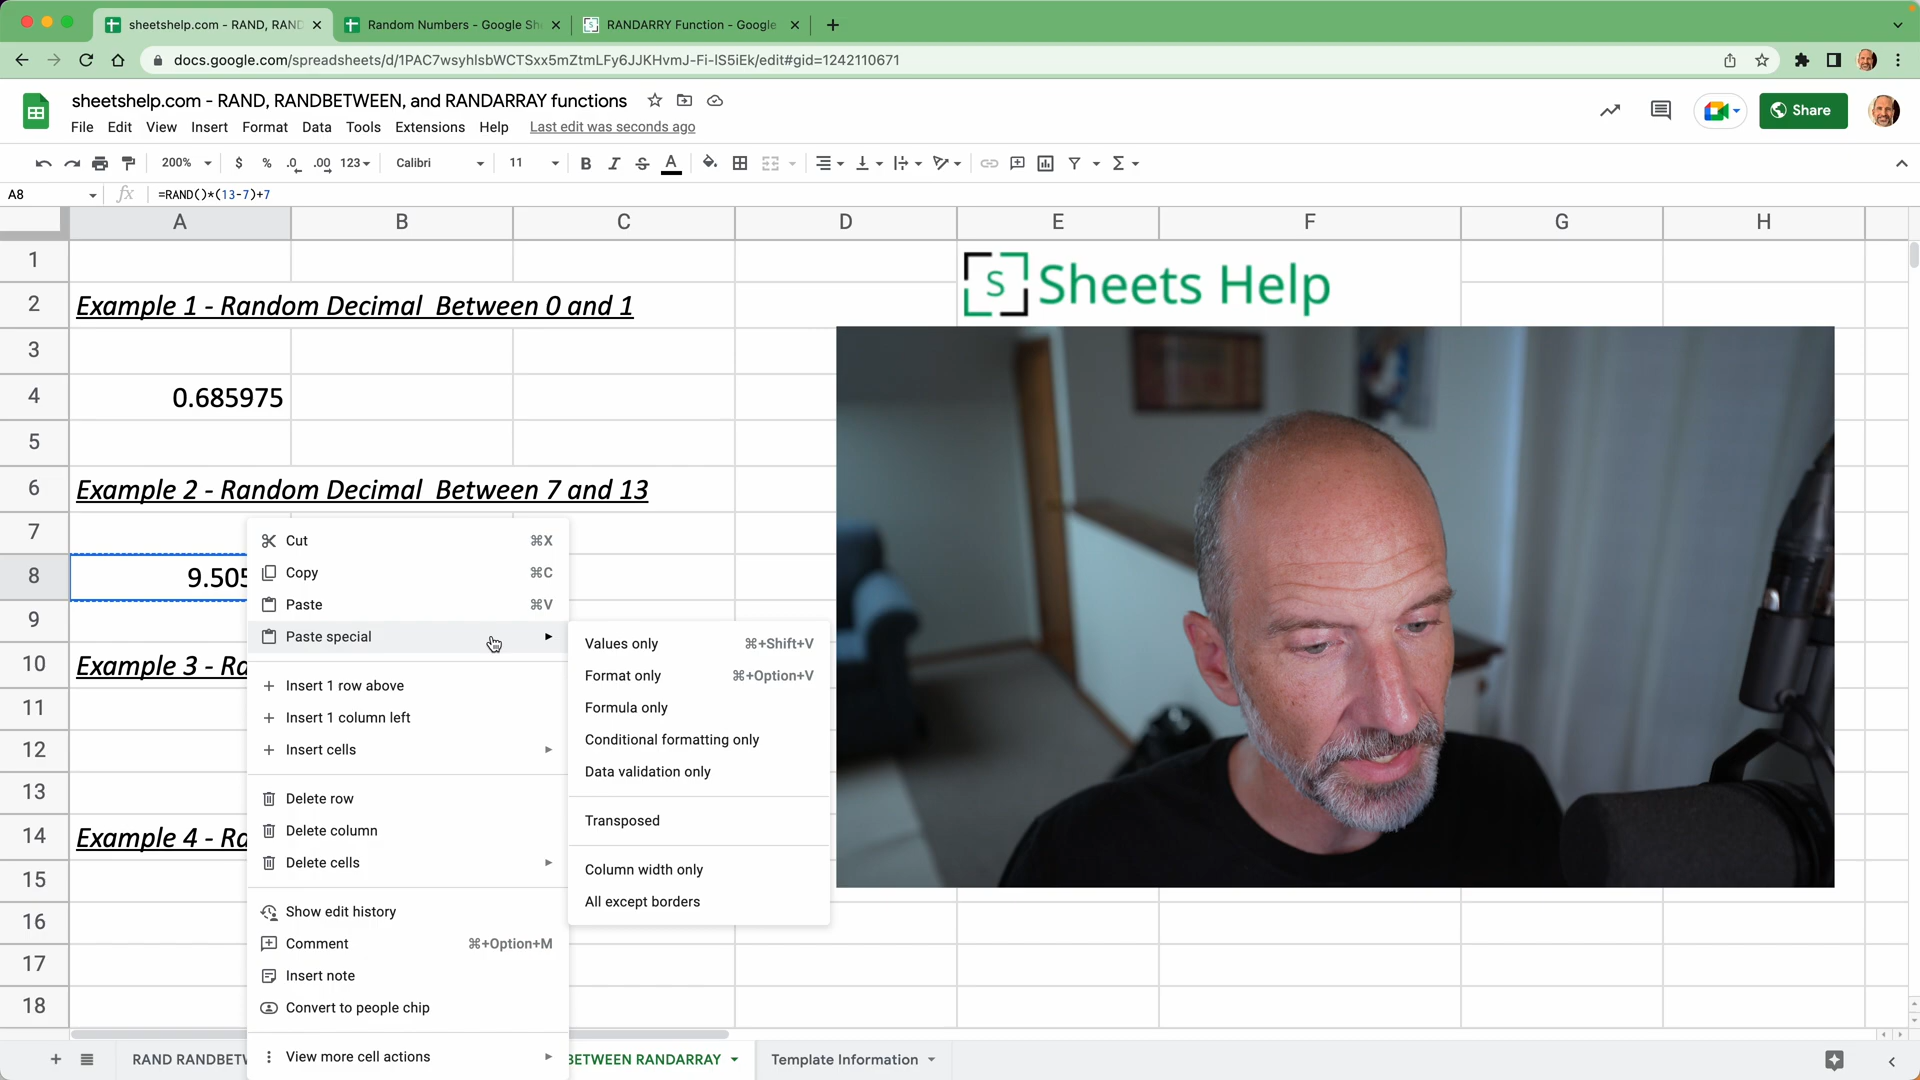 sheetshelp.com - RAND, RAND
Random Numbers - Google She
RANDARRY Function - Google
docs.google.com/spreadsheets/d/1PAC7wsyhlsbWCTSxx5mZtmLFy6JJKHvmJ-Fi-lS5iEk/edit#gid=1242110671
sheetshelp.com - RAND, RANDBETWEEN, and RANDARRAY functions
Share
File Edit View Insert Format Data Tools Extensions Help Last edit was seconds ago
200% $ % .0 .00 123 Calibri 11 B I S A Σ
A8 fx =RAND()*(13-7)+7
A B C D E F G H
1
S Sheets Help
2 Example 1 - Random Decimal Between 0 and 1
3
4 0.685975
5
6 Example 2 - Random Decimal Between 7 and 13
7
8 9.505
9
10 Example 3 - Ra
11
12
13
14 Example 4 - Ra
15
16
17
18
Cut ⌘X
Copy ⌘C
Paste ⌘V
Paste special
Insert 1 row above
Insert 1 column left
Insert cells
Delete row
Delete column
Delete cells
Show edit history
Comment ⌘+Option+M
Insert note
Convert to people chip
View more cell actions
Values only ⌘+Shift+V
Format only ⌘+Option+V
Formula only
Conditional formatting only
Data validation only
Transposed
Column width only
All except borders
RAND RANDBETW
BETWEEN RANDARRAY
Template Information